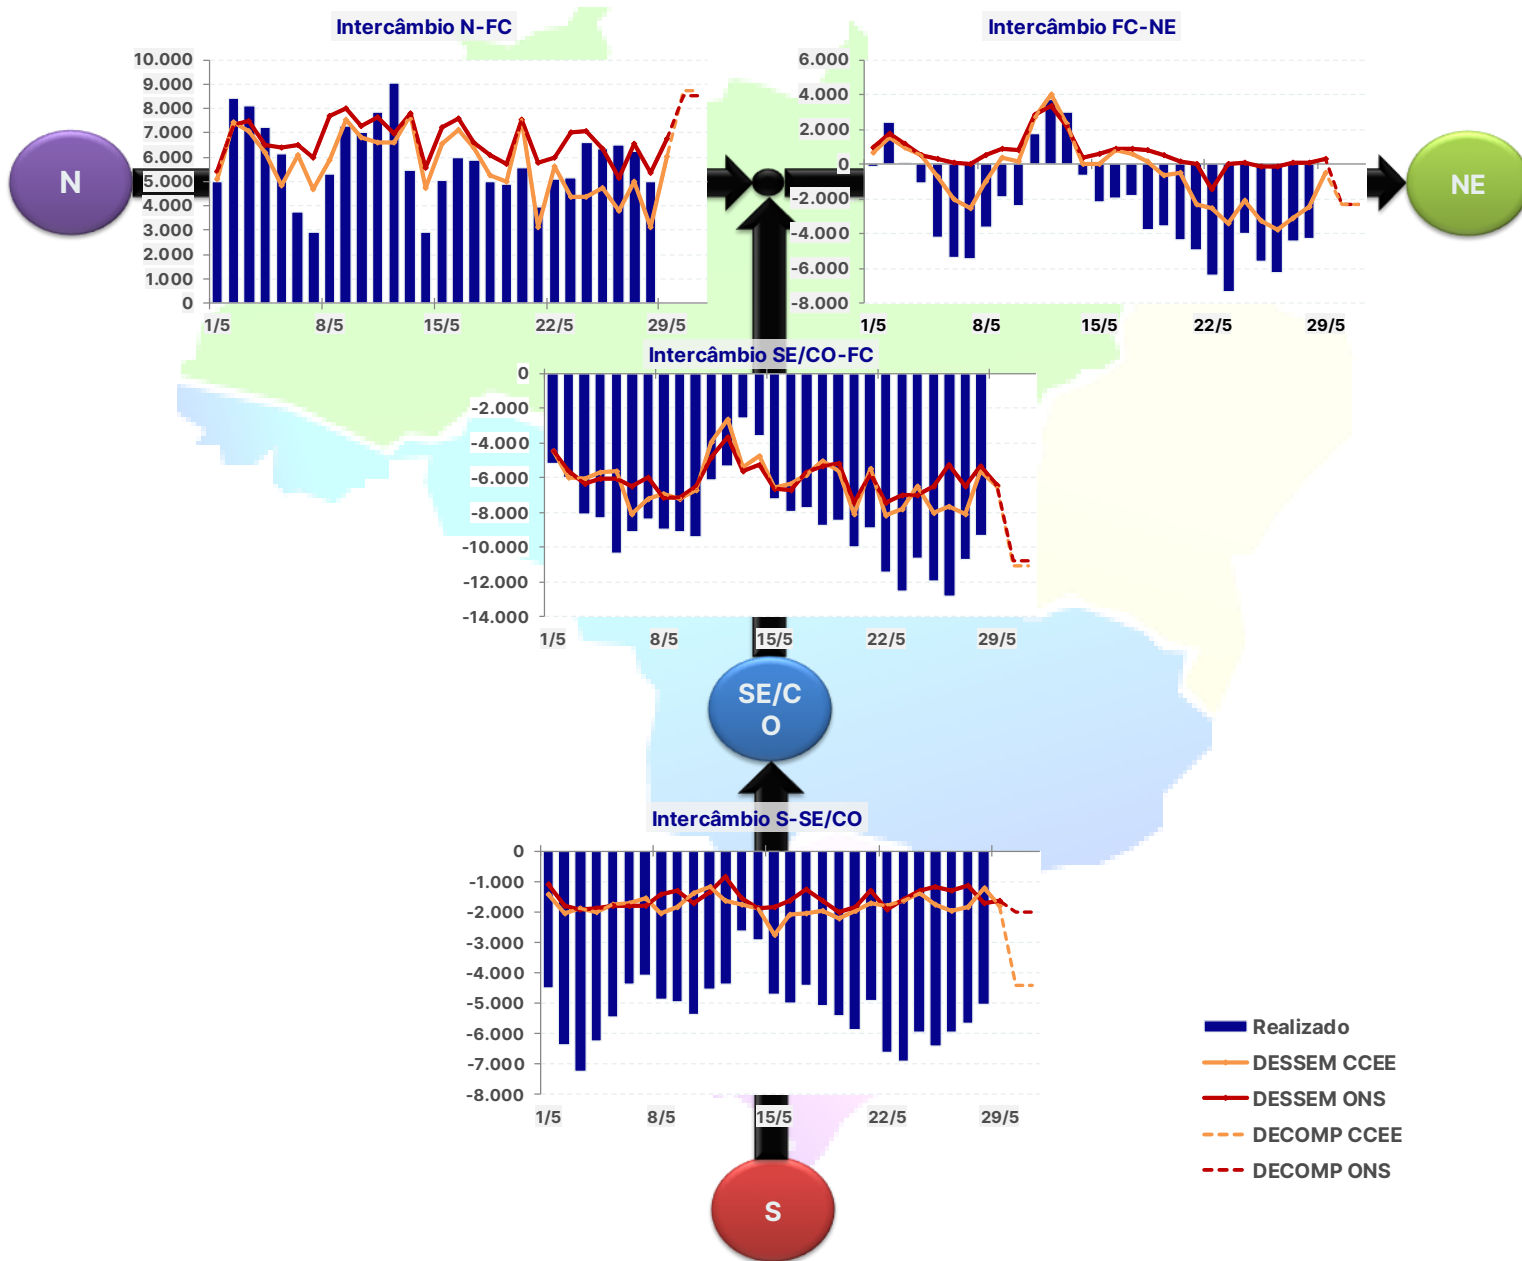 Intercâmbio N-FC
10.000
9.000
8.000
7.000
6.000
5.000
4.000
3.000
2.000
1.000
0
1/5 8/5 15/5 22/5 29/5
Intercâmbio FC-NE
6.000
4.000
2.000
0
-2.000
-4.000
-6.000
-8.000
1/5 8/5 15/5 22/5 29/5
N
NE
Intercâmbio SE/CO-FC
0
-2.000
-4.000
-6.000
-8.000
-10.000
-12.000
-14.000
1/5 8/5 15/5 22/5 29/5
SE/C
O
Intercâmbio S-SE/CO
0
-1.000
-2.000
-3.000
-4.000
-5.000
-6.000
-7.000
-8.000
1/5 8/5 15/5 22/5 29/5
S
Realizado
DESSEM CCEE
DESSEM ONS
DECOMP CCEE
DECOMP ONS